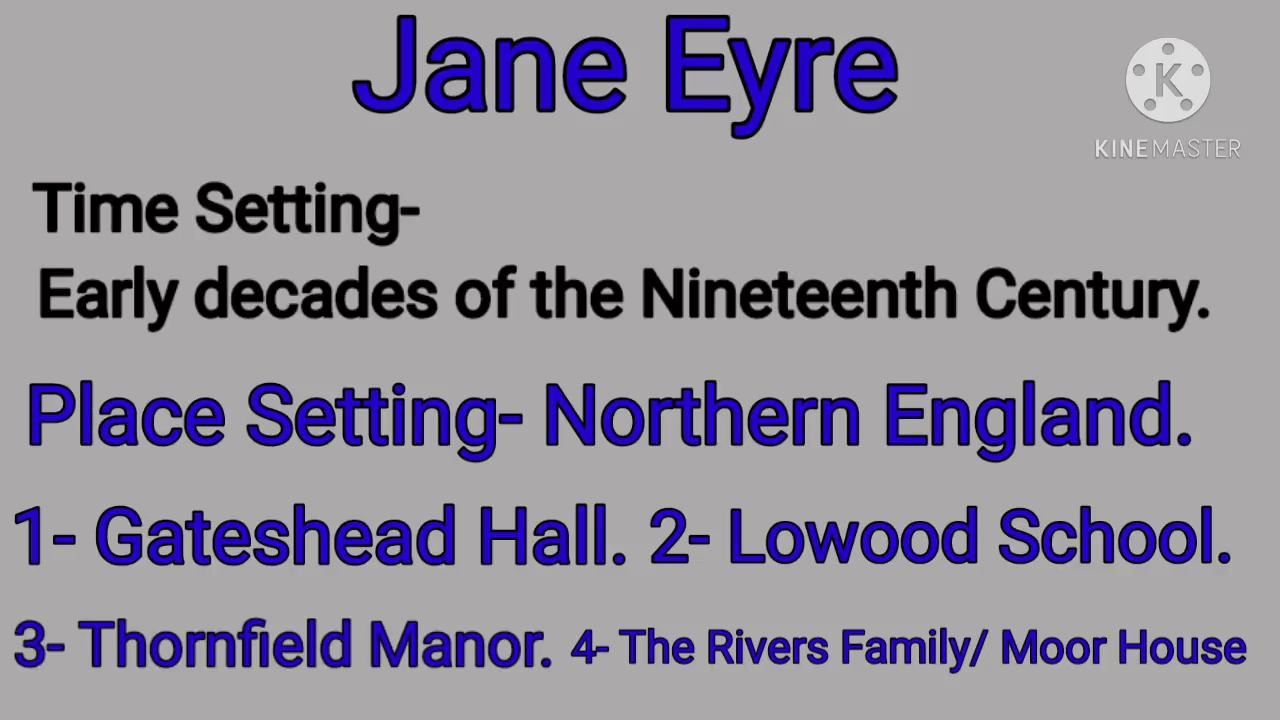 Jane Eyre
K
KINEMASTER
Time Setting-
Early decades of the Nineteenth Century.
Place Setting- Northern England.
1- Gateshead Hall. 2- Lowood School.
3- Thornfield Manor. 4- The Rivers Family/ Moor House